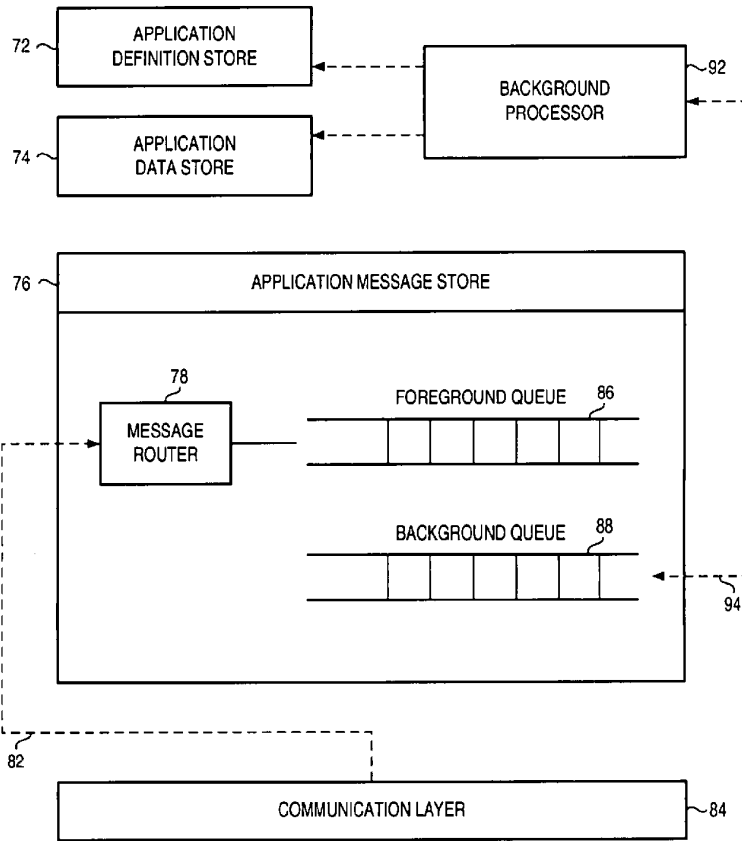 72
APPLICATION
DEFINITION STORE
BACKGROUND
PROCESSOR
92
74
APPLICATION
DATA STORE
76
APPLICATION MESSAGE STORE
78
MESSAGE
ROUTER
FOREGROUND QUEUE
86
BACKGROUND QUEUE
88
94
82
COMMUNICATION LAYER
84